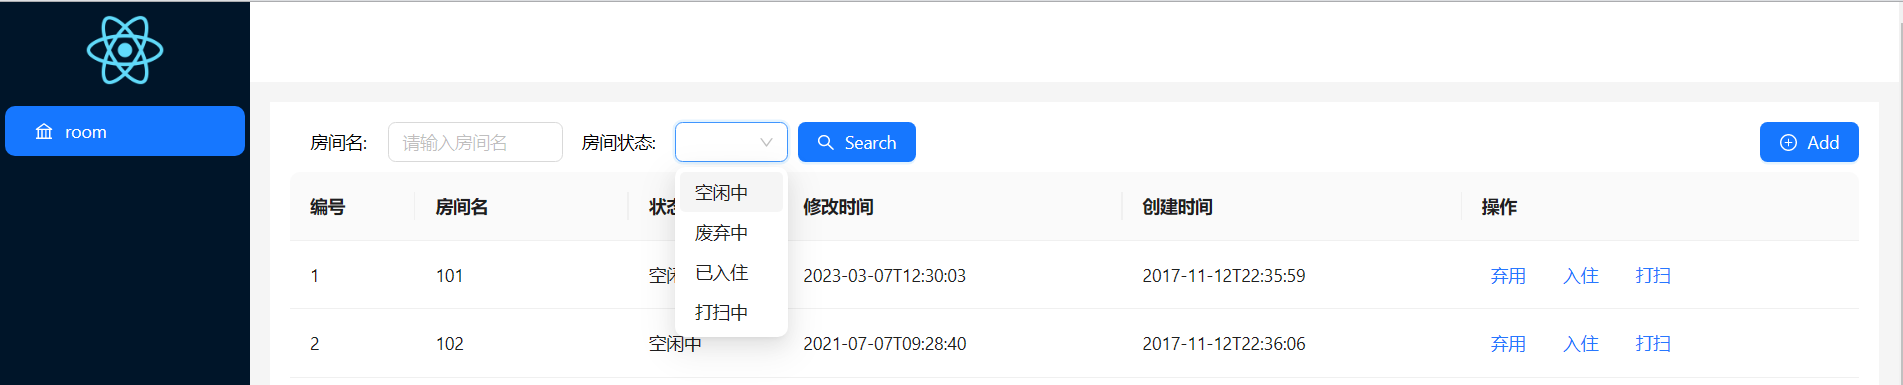 room
房间名: 请输入房间名 房间状态: Search Add
空闲中
废弃中
已入住
打扫中
编号 房间名 状态 修改时间 创建时间 操作
1 101 空闲 2023-03-07T12:30:03 2017-11-12T22:35:59 弃用 入住 打扫
2 102 空闲中 2021-07-07T09:28:40 2017-11-12T22:36:06 弃用 入住 打扫